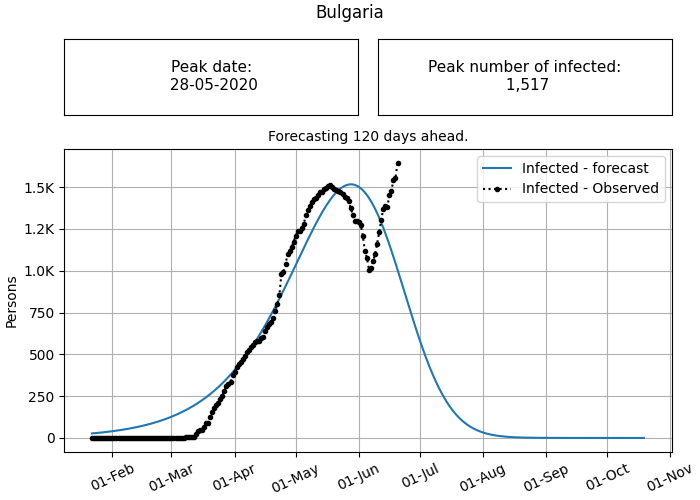 Bulgaria
Peak date:
28-05-2020
Peak number of infected:
1,517
Forecasting 120 days ahead.
Infected - forecast
Infected - Observed
1.5K
1.2K
1.0K
750
500
250
0
Persons
01-Feb
01-Mar
01-Apr
01-May
01-Jun
01-Jul
01-Aug
01-Sep
01-Oct
01-Nov